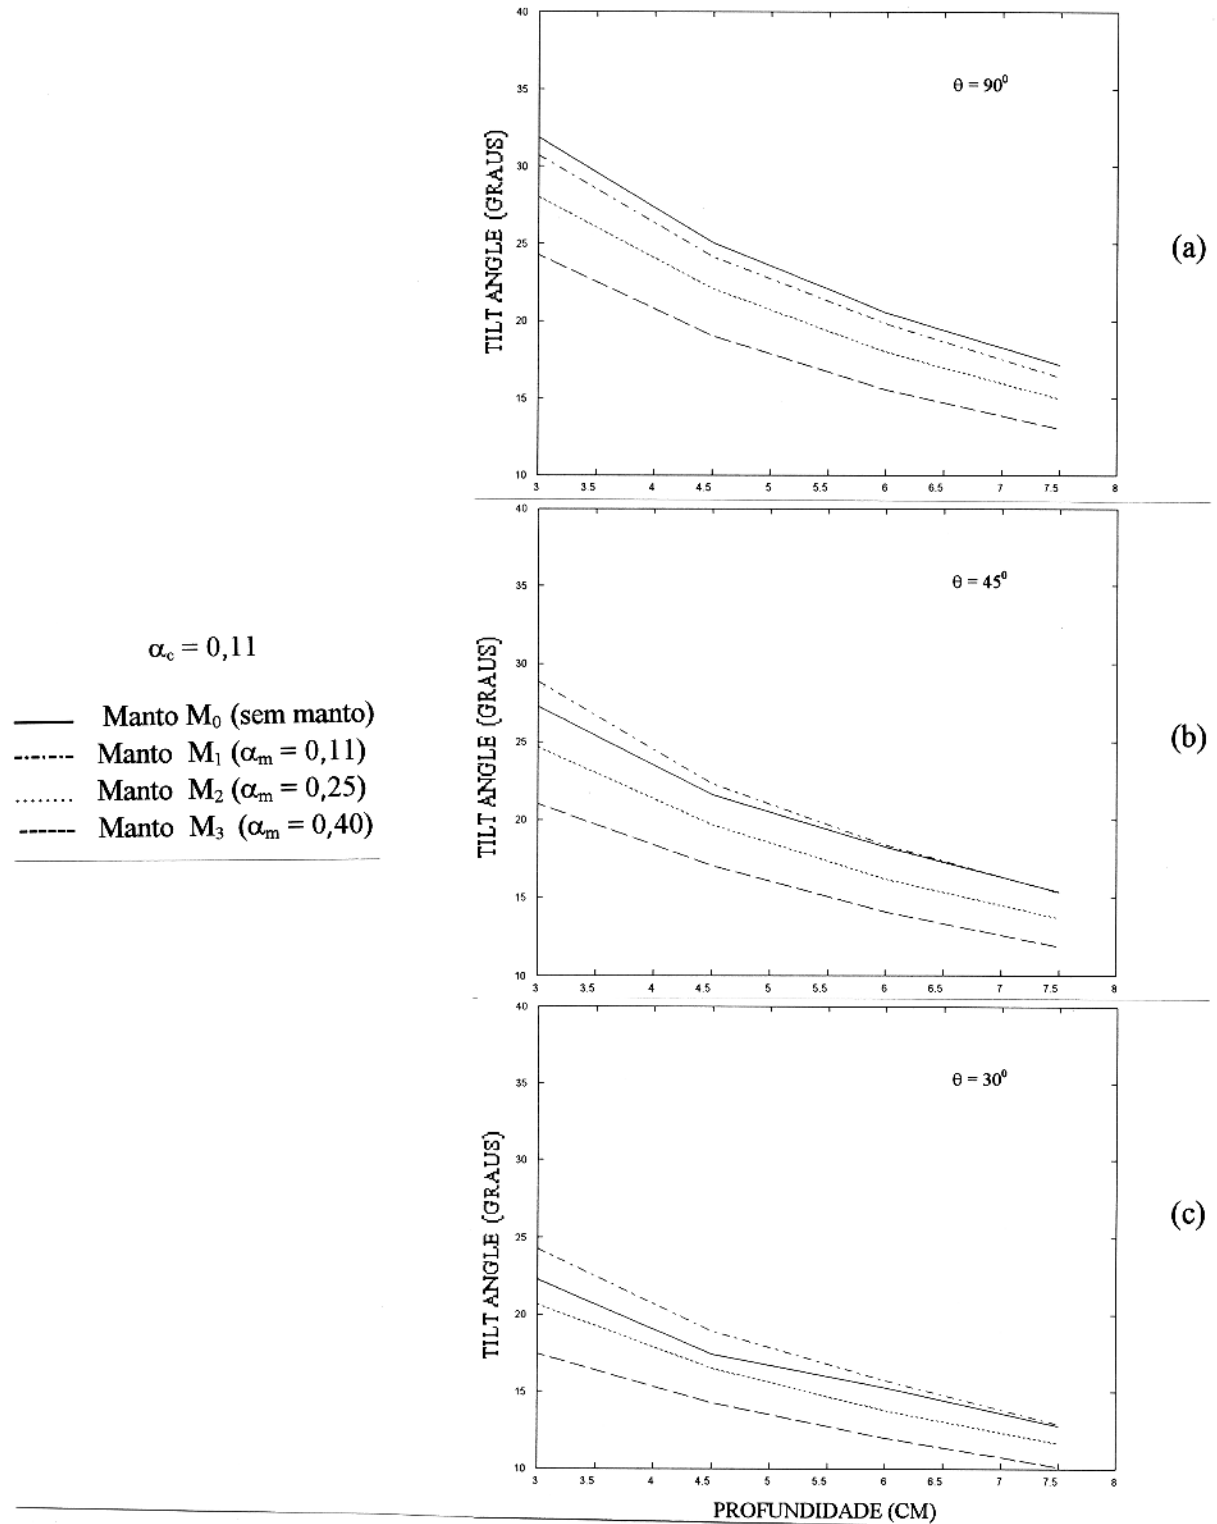 40
35
30
25
20
15
10
TILT ANGLE (GRAUS)
θ = 90⁰
(a)
3 3.5 4 4.5 5 5.5 6 6.5 7 7.5 8
40
35
30
25
20
15
10
TILT ANGLE (GRAUS)
θ = 45⁰
(b)
3 3.5 4 4.5 5 5.5 6 6.5 7 7.5 8
αc = 0,11
Manto M₀ (sem manto)
Manto M₁ (αm = 0,11)
Manto M₂ (αm = 0,25)
Manto M₃ (αm = 0,40)
40
35
30
25
20
15
10
TILT ANGLE (GRAUS)
θ = 30⁰
(c)
3 3.5 4 4.5 5 5.5 6 6.5 7 7.5 8
PROFUNDIDADE (CM)